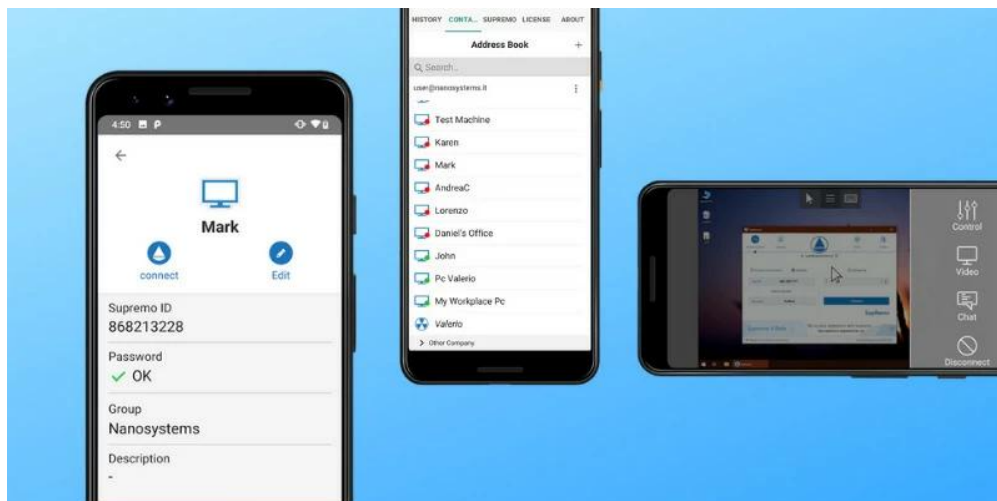 4:50
Mark
connect
Edit
Supremo ID
868213228
Password
OK
Group
Nanosystems
Description
-
HISTORY CONTA... SUPREMO LICENSE ABOUT
Address Book +
Search..
user@nanosystems.it
Test Machine
Karen
Mark
AndreaC
Lorenzo
Daniel's Office
John
Pc Valerio
My Workplace Pc
Valerio
Other Company
Control
Video
Chat
Disconnect